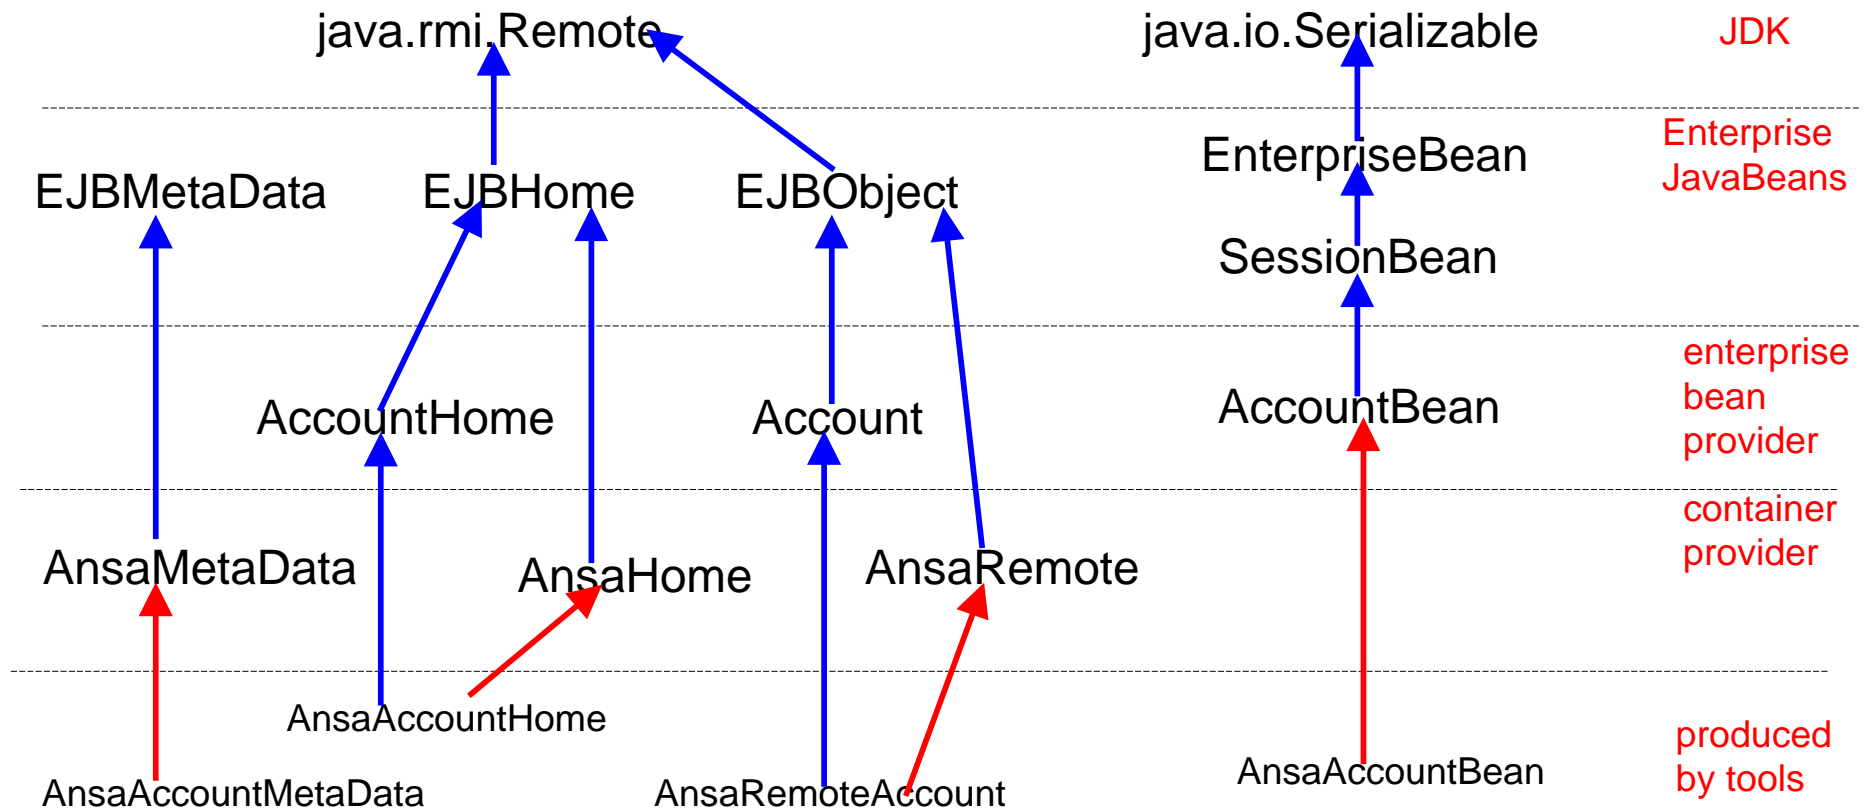 java.rmi.Remote
java.io.Serializable
JDK
EJBMetaData
EJBHome
EJBObject
EnterpriseBean
SessionBean
Enterprise
JavaBeans
AccountHome
Account
AccountBean
enterprise
bean
provider
AnsaMetaData
AnsaHome
AnsaRemote
container
provider
AnsaAccountHome
AnsaAccountMetaData
AnsaRemoteAccount
AnsaAccountBean
produced
by tools